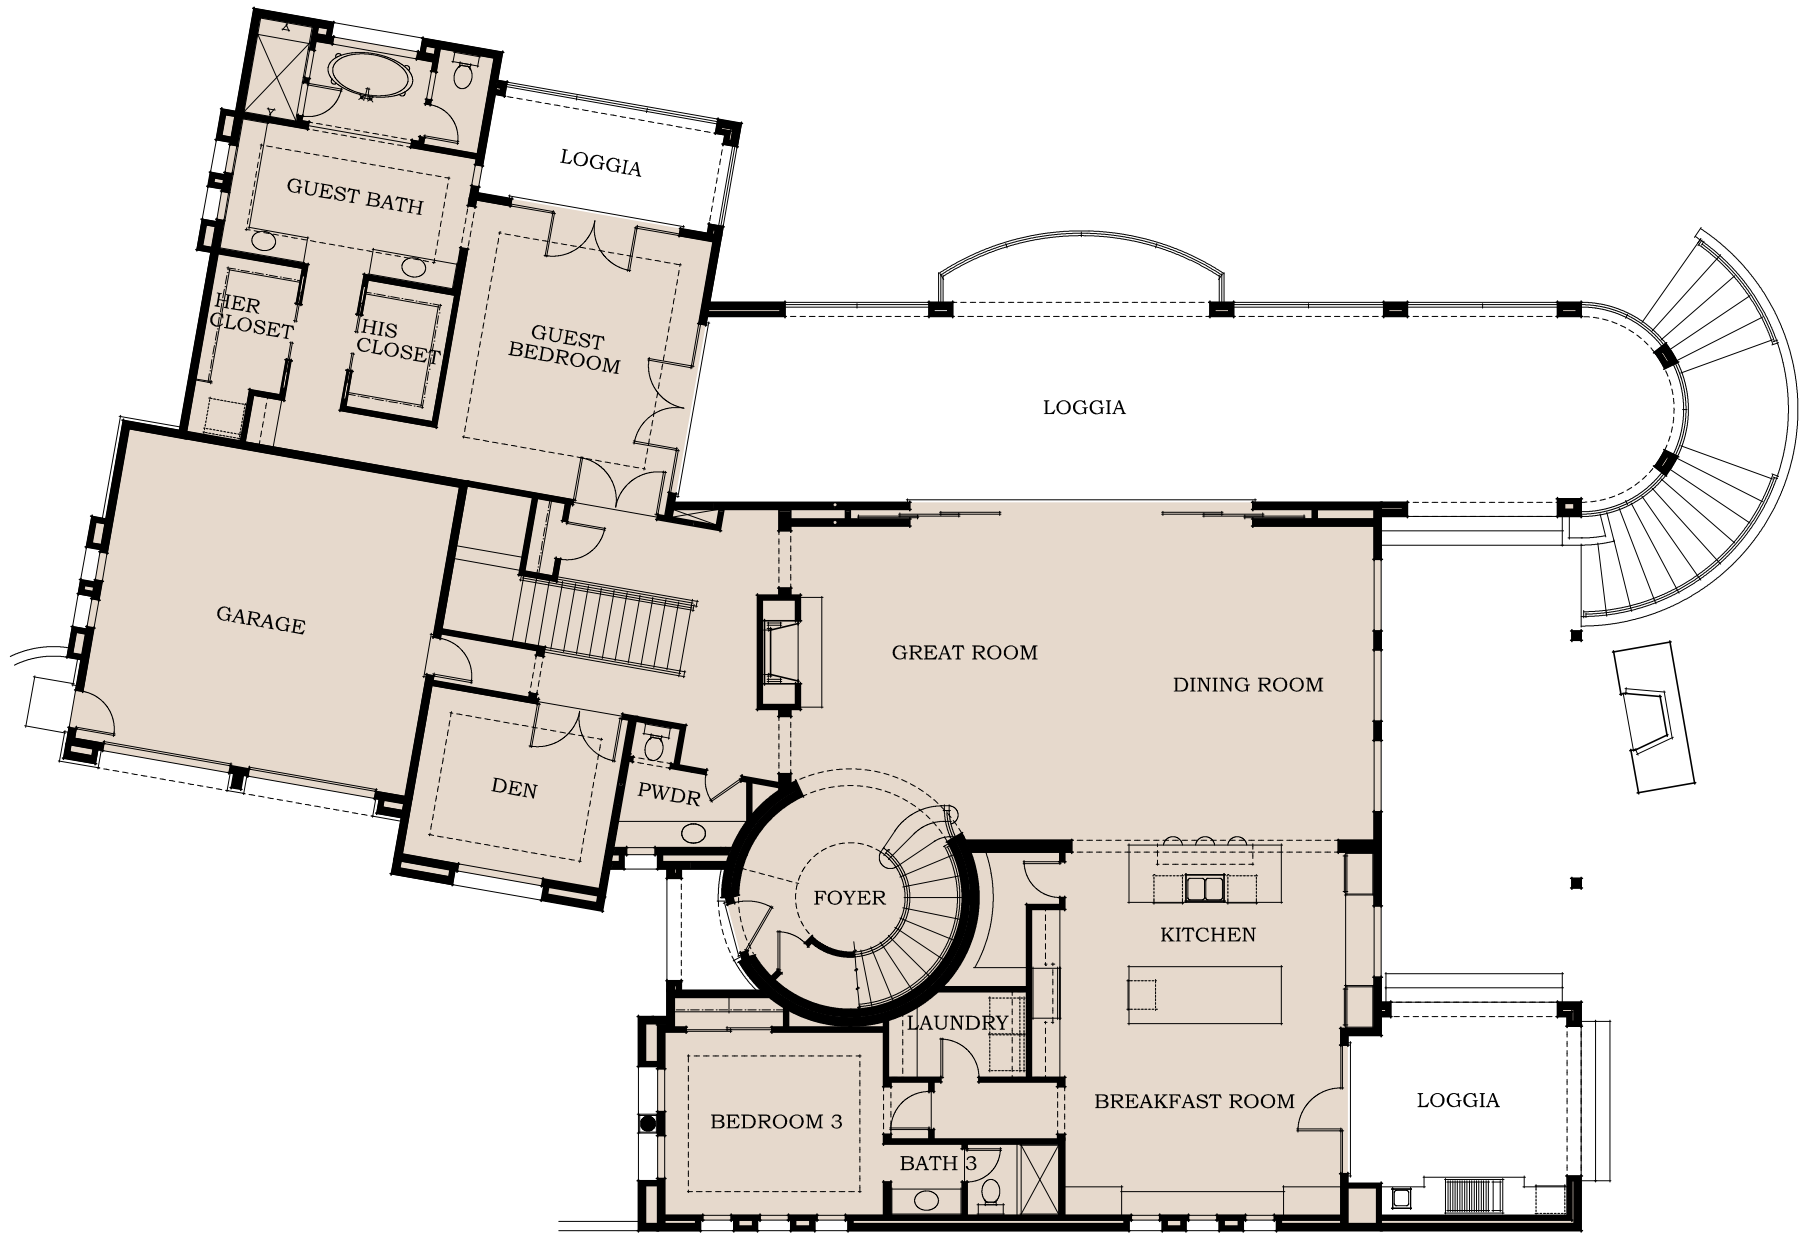 LOGGIA
GUEST BATH
HER
CLOSET
HIS
CLOSET
GUEST
BEDROOM
LOGGIA
GARAGE
GREAT ROOM
DINING ROOM
DEN
PWDR
FOYER
KITCHEN
LAUNDRY
BREAKFAST ROOM
LOGGIA
BEDROOM 3
BATH 3